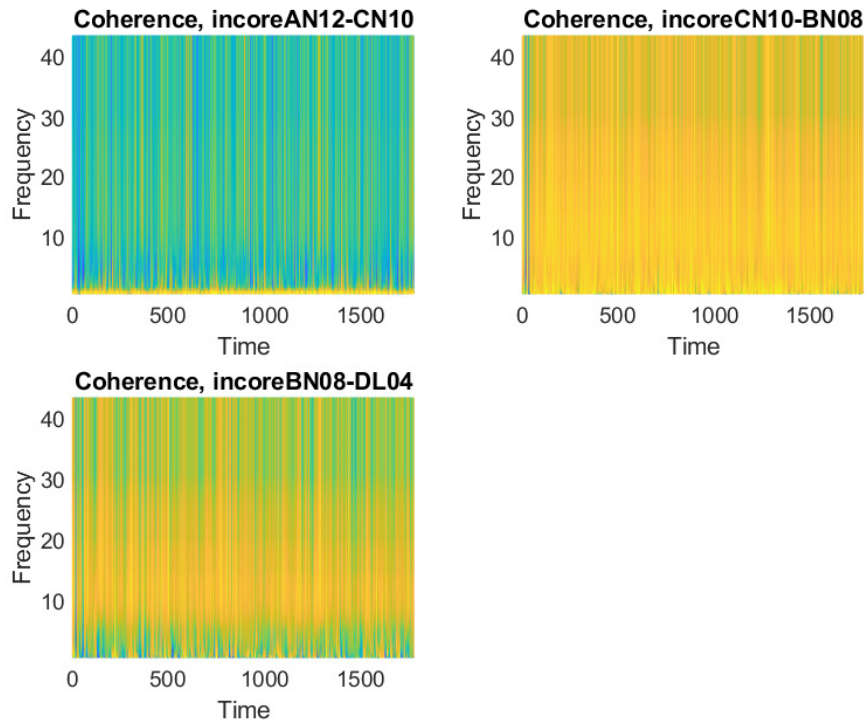 Coherence, incoreAN12-CN10
Frequency
40
30
20
10
0 500 1000 1500
Time
Coherence, incoreCN10-BN08
Frequency
40
30
20
10
0 500 1000 1500
Time
Coherence, incoreBN08-DL04
Frequency
40
30
20
10
0 500 1000 1500
Time